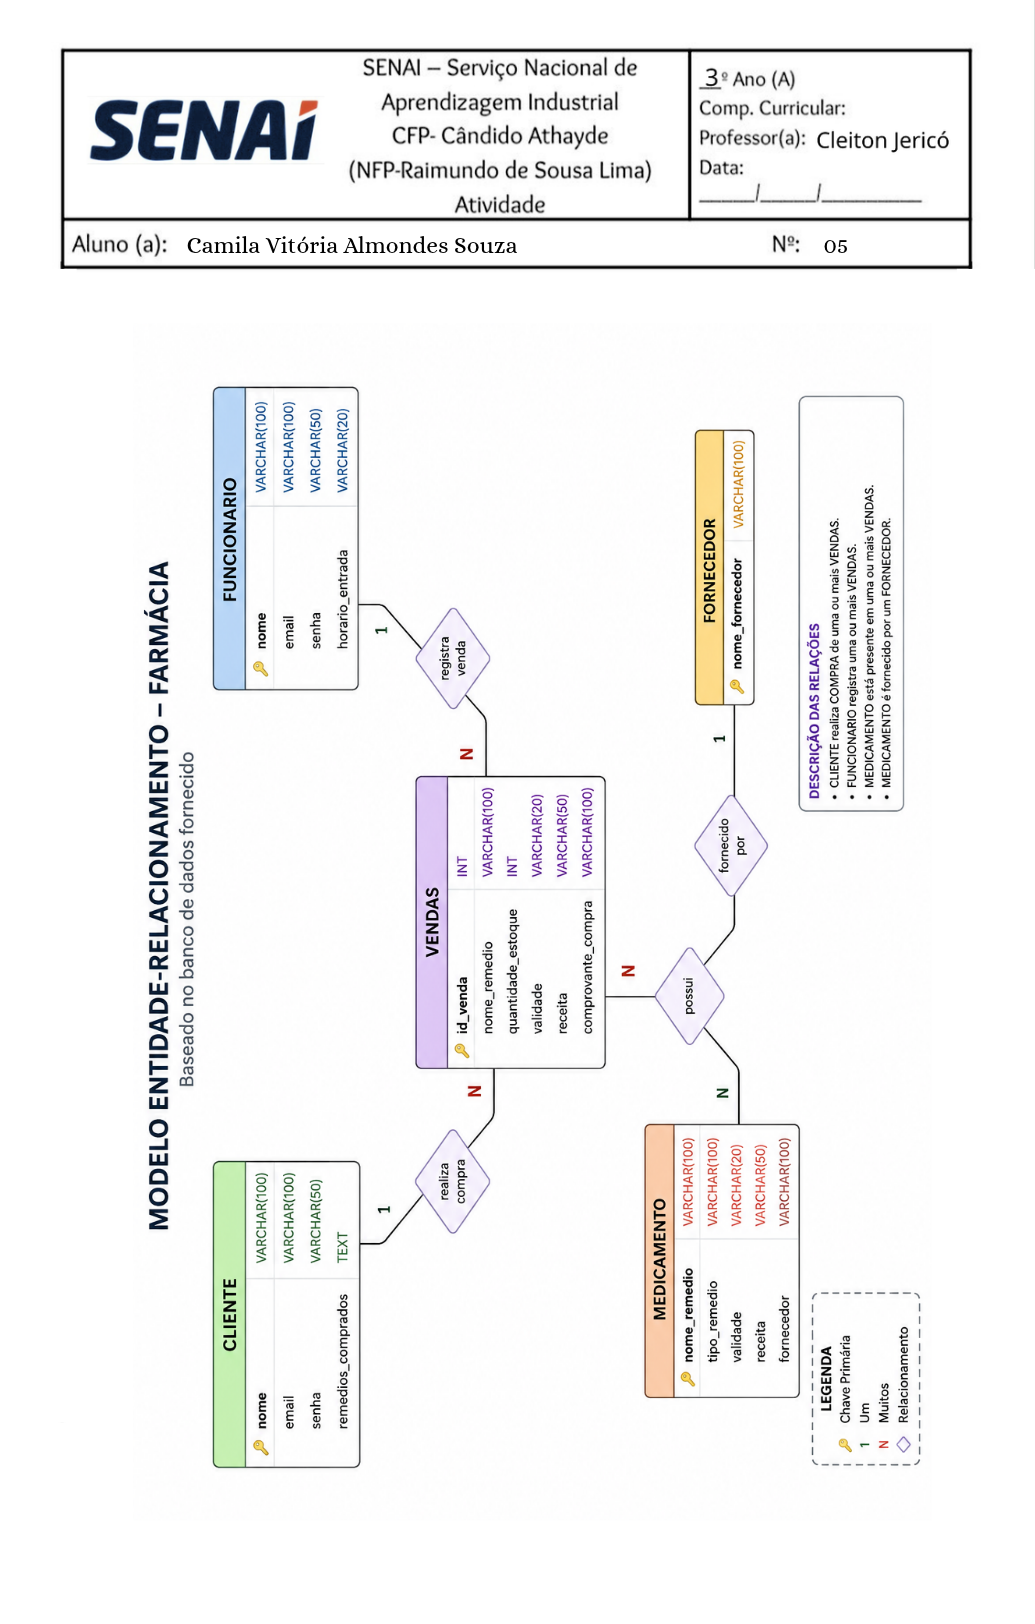 SENAI
SENAI – Serviço Nacional de
Aprendizagem Industrial
CFP- Cândido Athayde
(NFP-Raimundo de Sousa Lima)
Atividade
3º Ano (A)
Comp. Curricular:
Professor(a): Cleiton Jericó
Data:
_____/_____/_________
Aluno (a): Camila Vitória Almondes Souza Nº: 05
MODELO ENTIDADE-RELACIONAMENTO – FARMÁCIA
Baseado no banco de dados fornecido
CLIENTE
nome VARCHAR(100)
email VARCHAR(100)
senha VARCHAR(50)
remedios_comprados TEXT
1
realiza
compra
N
FUNCIONARIO
nome VARCHAR(100)
email VARCHAR(100)
senha VARCHAR(50)
horario_entrada VARCHAR(20)
1
registra
venda
N
VENDAS
id_venda INT
nome_remedio VARCHAR(100)
quantidade_estoque INT
validade VARCHAR(20)
receita VARCHAR(50)
comprovante_compra VARCHAR(100)
N
possui
N
MEDICAMENTO
nome_remedio VARCHAR(100)
tipo_remedio VARCHAR(100)
validade VARCHAR(20)
receita VARCHAR(50)
fornecedor VARCHAR(100)
fornecido
por
1
FORNECEDOR
nome_fornecedor VARCHAR(100)
LEGENDA
Chave Primária
1 Um
N Muitos
Relacionamento
DESCRIÇÃO DAS RELAÇÕES
• CLIENTE realiza COMPRA de uma ou mais VENDAS.
• FUNCIONARIO registra uma ou mais VENDAS.
• MEDICAMENTO está presente em uma ou mais VENDAS.
• MEDICAMENTO é fornecido por um FORNECEDOR.